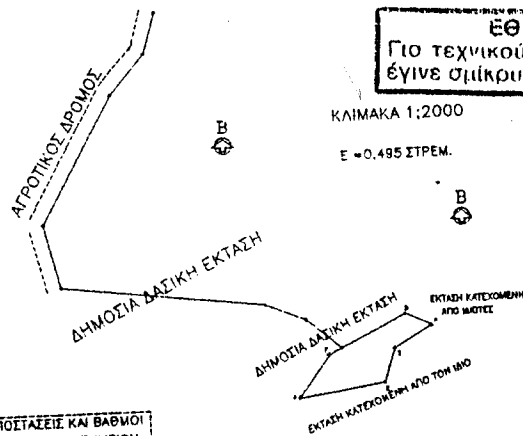 ΕΘ
Για τεχνικού
έγινε σμίκρυ
ΚΛΙΜΑΚΑ 1:2000
Ε =0,495 ΣΤΡΕΜ.
Β
Β
ΑΓΡΟΤΙΚΟΣ ΔΡΟΜΟΣ
ΔΗΜΟΣΙΑ ΔΑΣΙΚΗ ΕΚΤΑΣΗ
ΔΗΜΟΣΙΑ ΔΑΣΙΚΗ ΕΚΤΑΣΗ
ΕΚΤΑΣΗ ΚΑΤΕΧΟΜΕΝΗ
ΑΠΟ ΙΔΙΩΤΕΣ
ΕΚΤΑΣΗ ΚΑΤΕΧΟΜΕΝΗ ΑΠΟ ΤΟΝ ΙΔΙΟ
ΠΟΣΤΑΣΕΙΣ ΚΑΙ ΒΑΘΜΟΙ